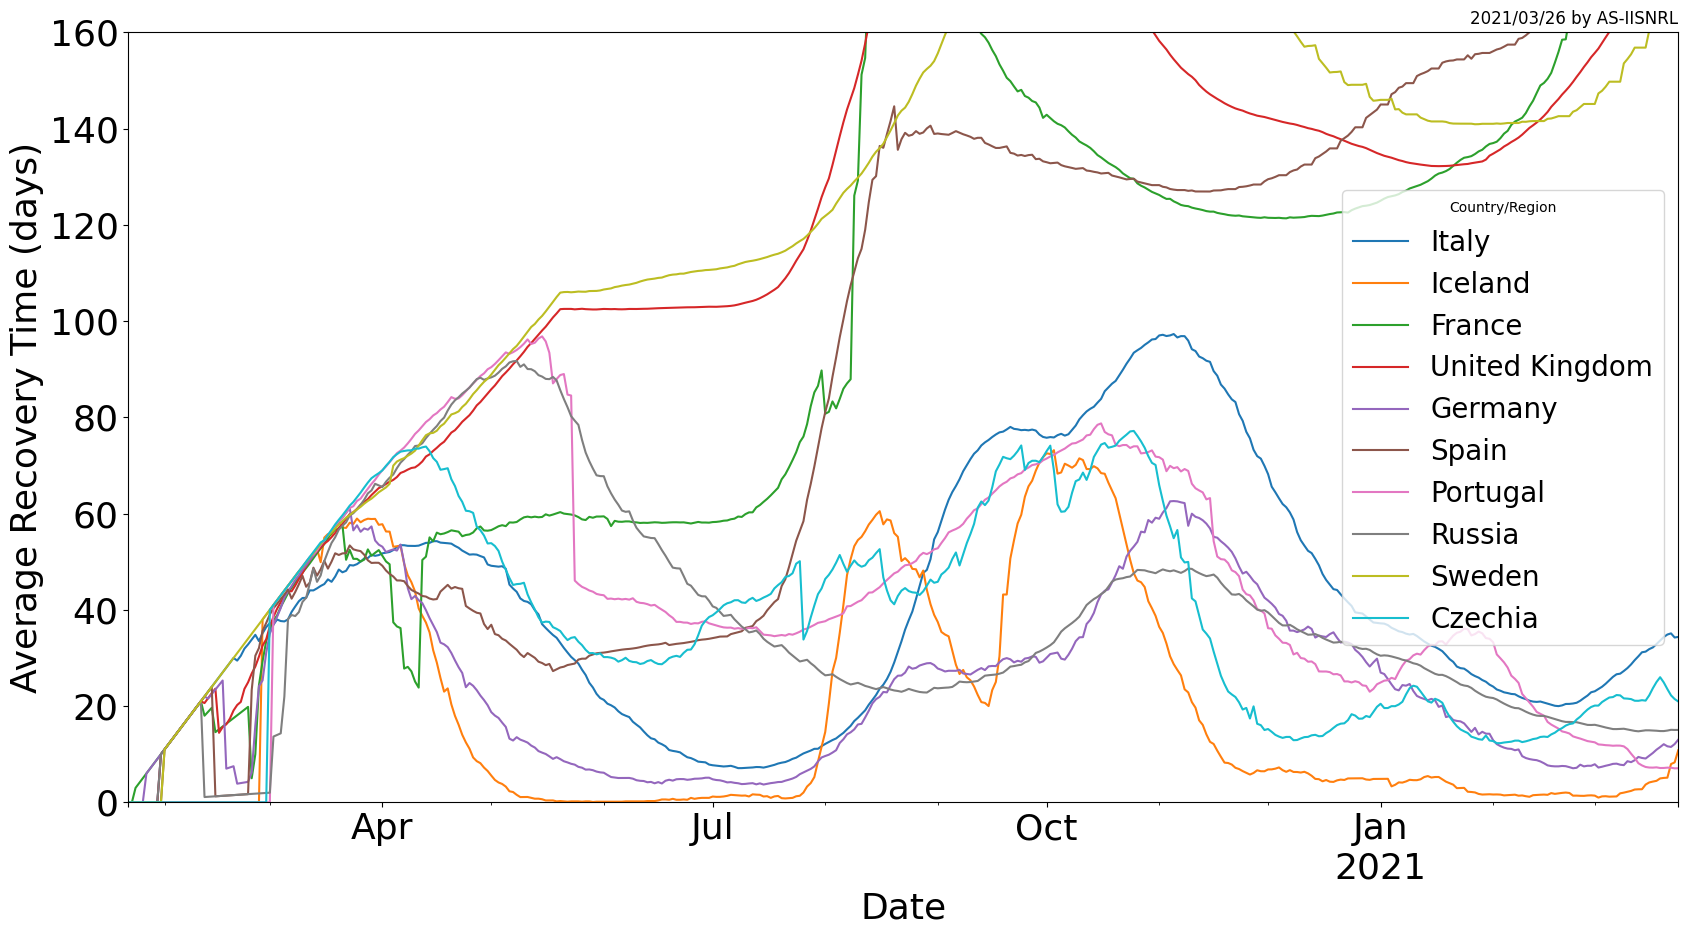 2021/03/26 by AS-IISNRL
160
140
120
100
80
60
40
20
0
Average Recovery Time (days)
Country/Region
Italy
Iceland
France
United Kingdom
Germany
Spain
Portugal
Russia
Sweden
Czechia
Apr
Jul
Oct
Jan
2021
Date